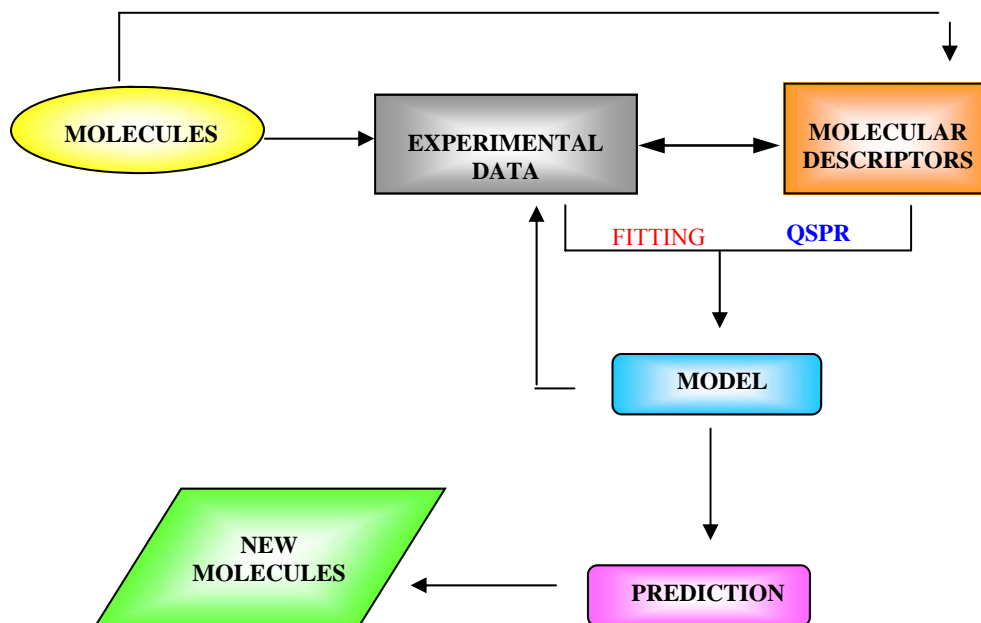 MOLECULES
EXPERIMENTAL
DATA
MOLECULAR
DESCRIPTORS
FITTING
QSPR
MODEL
NEW
MOLECULES
PREDICTION